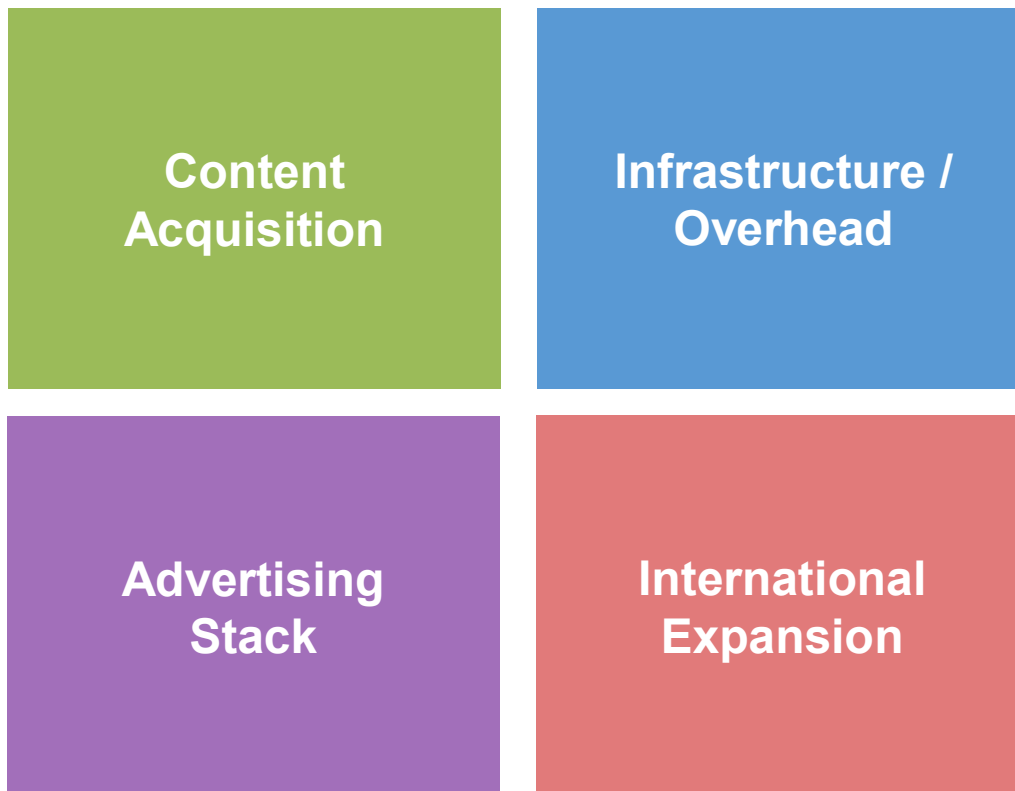 Content
Acquisition
Infrastructure /
Overhead
Advertising
Stack
International
Expansion